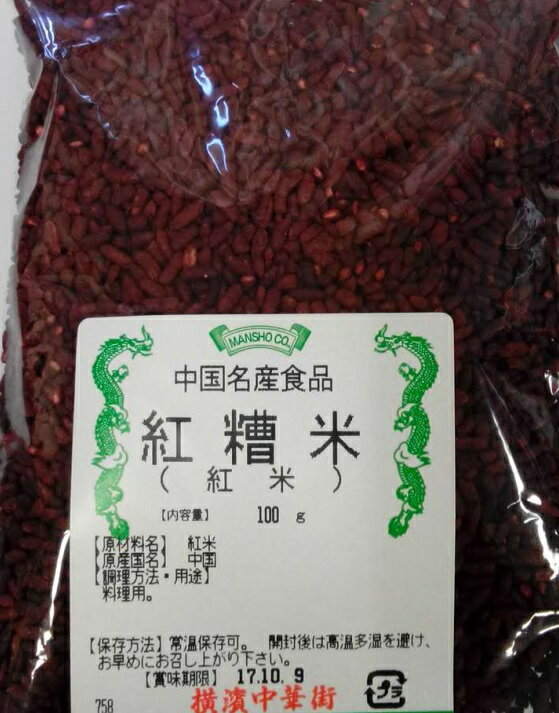 MANSHO CO.
中国名産食品
紅糟米
(紅米)
【内容量】 100 g
【原材料名】 紅米
【原産国名】 中国
【調理方法・用途】
料理用。
【保存方法】常温保存可。 開封後は高温多湿を避け、
お早めにお召し上がり下さい。
【賞味期限】 17.10. 9
758 横濱中華街
プラ